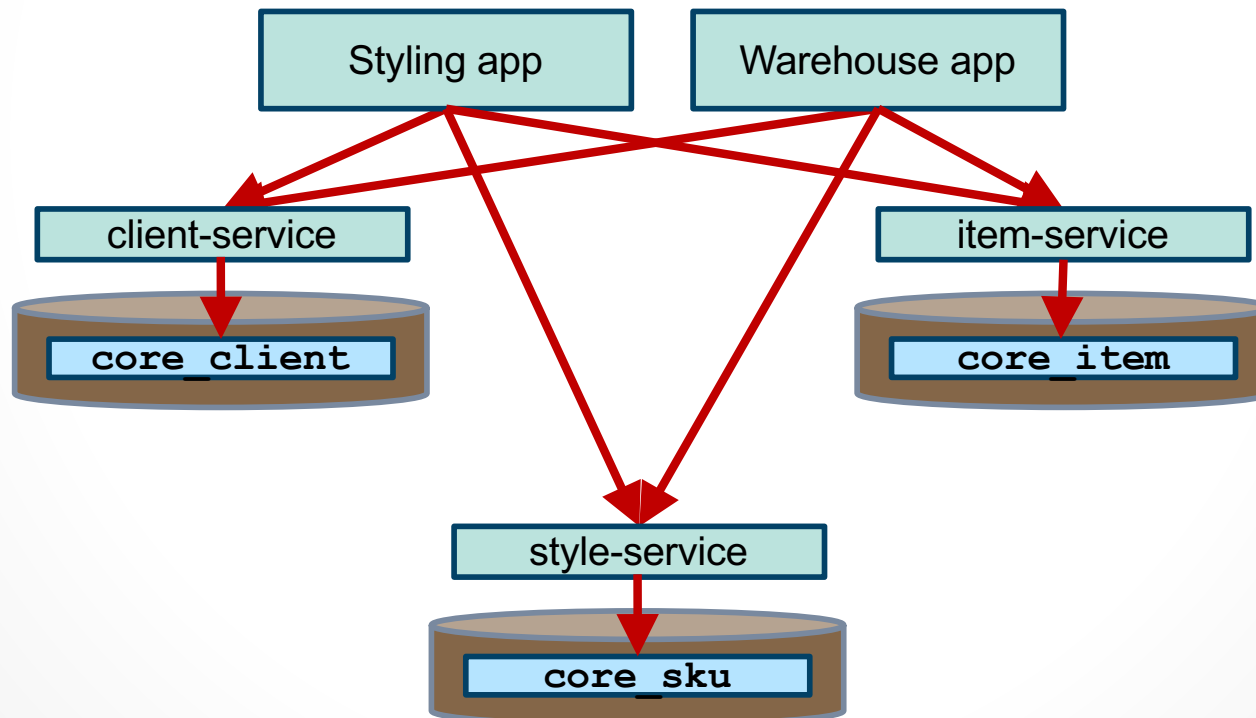 Styling app
Warehouse app
client-service
item-service
core_client
core_item
style-service
core_sku